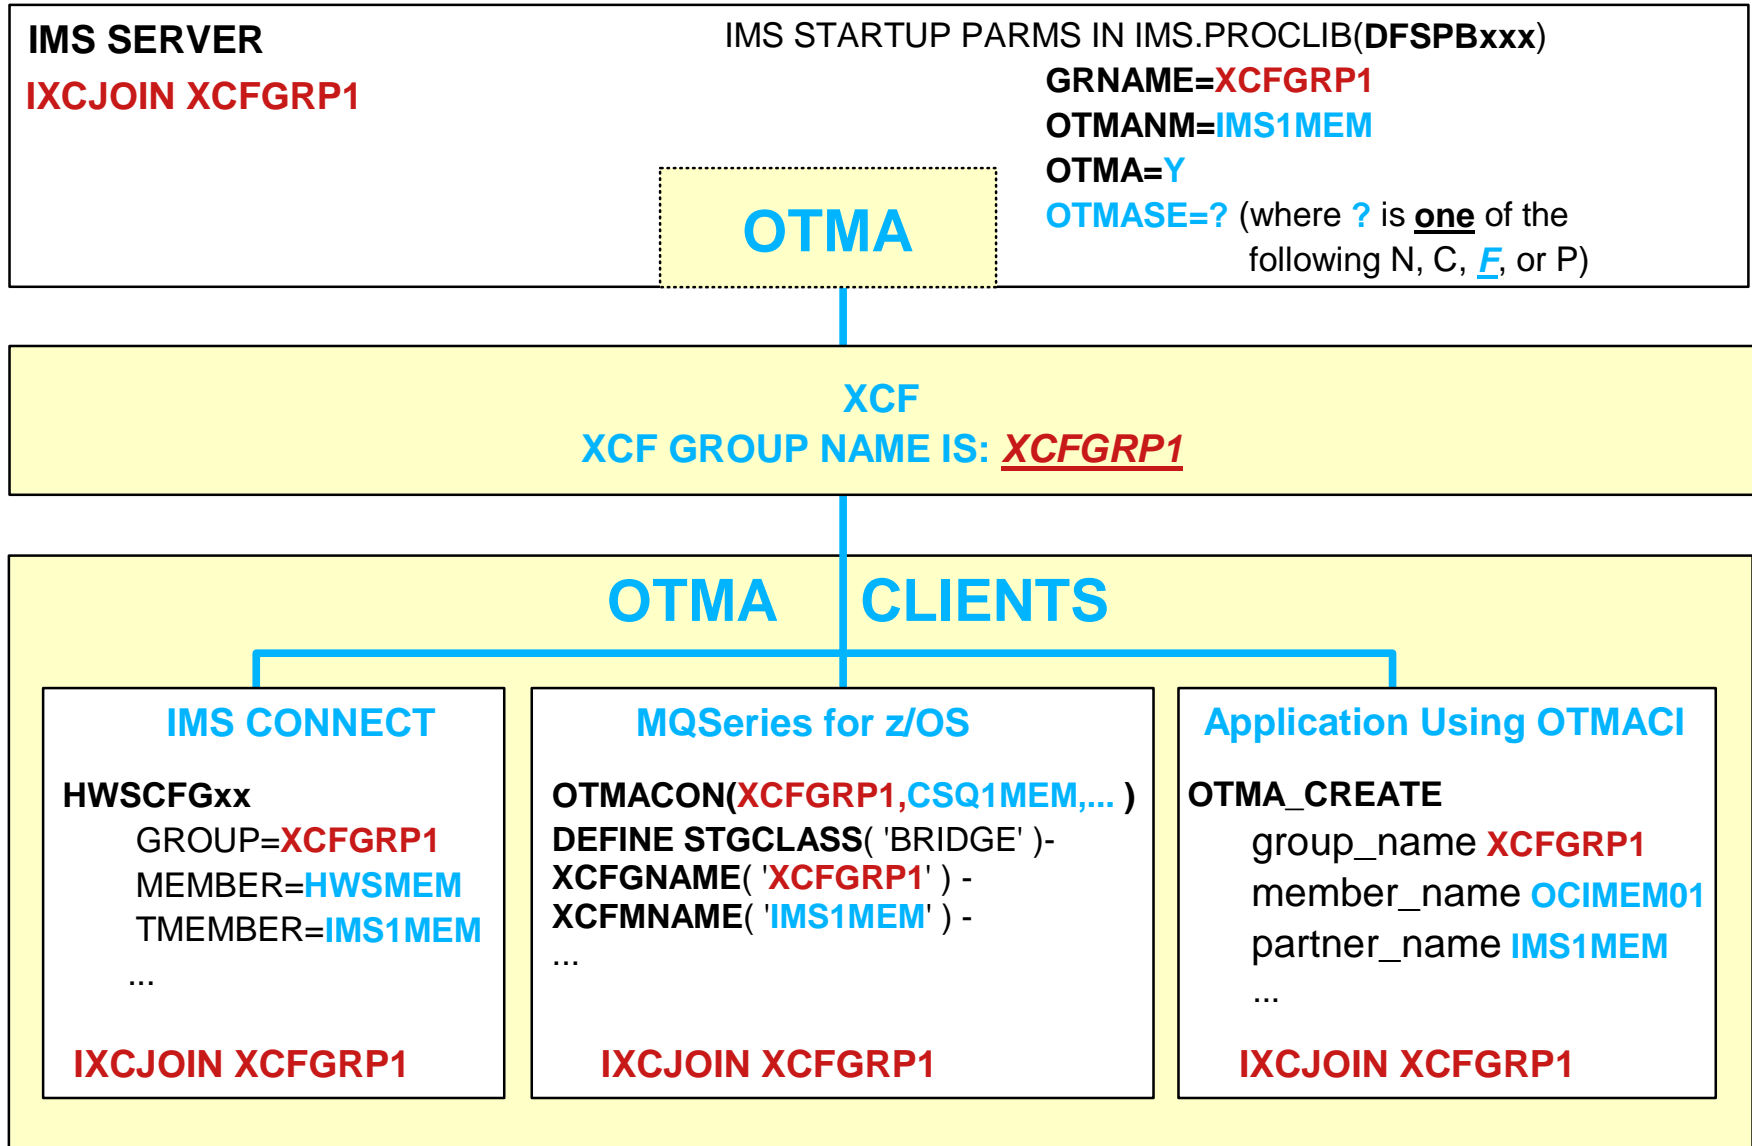 IMS SERVER
IXCJOIN XCFGRP1
IMS STARTUP PARMS IN IMS.PROCLIB(DFSPBxxx)
GRNAME=XCFGRP1
OTMANM=IMS1MEM
OTMA=Y
OTMASE=? (where ? is one of the
following N, C, F, or P)
OTMA
XCF
XCF GROUP NAME IS: XCFGRP1
OTMA CLIENTS
IMS CONNECT
HWSCFGxx
GROUP=XCFGRP1
MEMBER=HWSMEM
TMEMBER=IMS1MEM
...
IXCJOIN XCFGRP1
MQSeries for z/OS
OTMACON(XCFGRP1,CSQ1MEM,... )
DEFINE STGCLASS( 'BRIDGE' )-
XCFGNAME( 'XCFGRP1' ) -
XCFMNAME( 'IMS1MEM' ) -
...
IXCJOIN XCFGRP1
Application Using OTMACI
OTMA_CREATE
group_name XCFGRP1
member_name OCIMEM01
partner_name IMS1MEM
...
IXCJOIN XCFGRP1